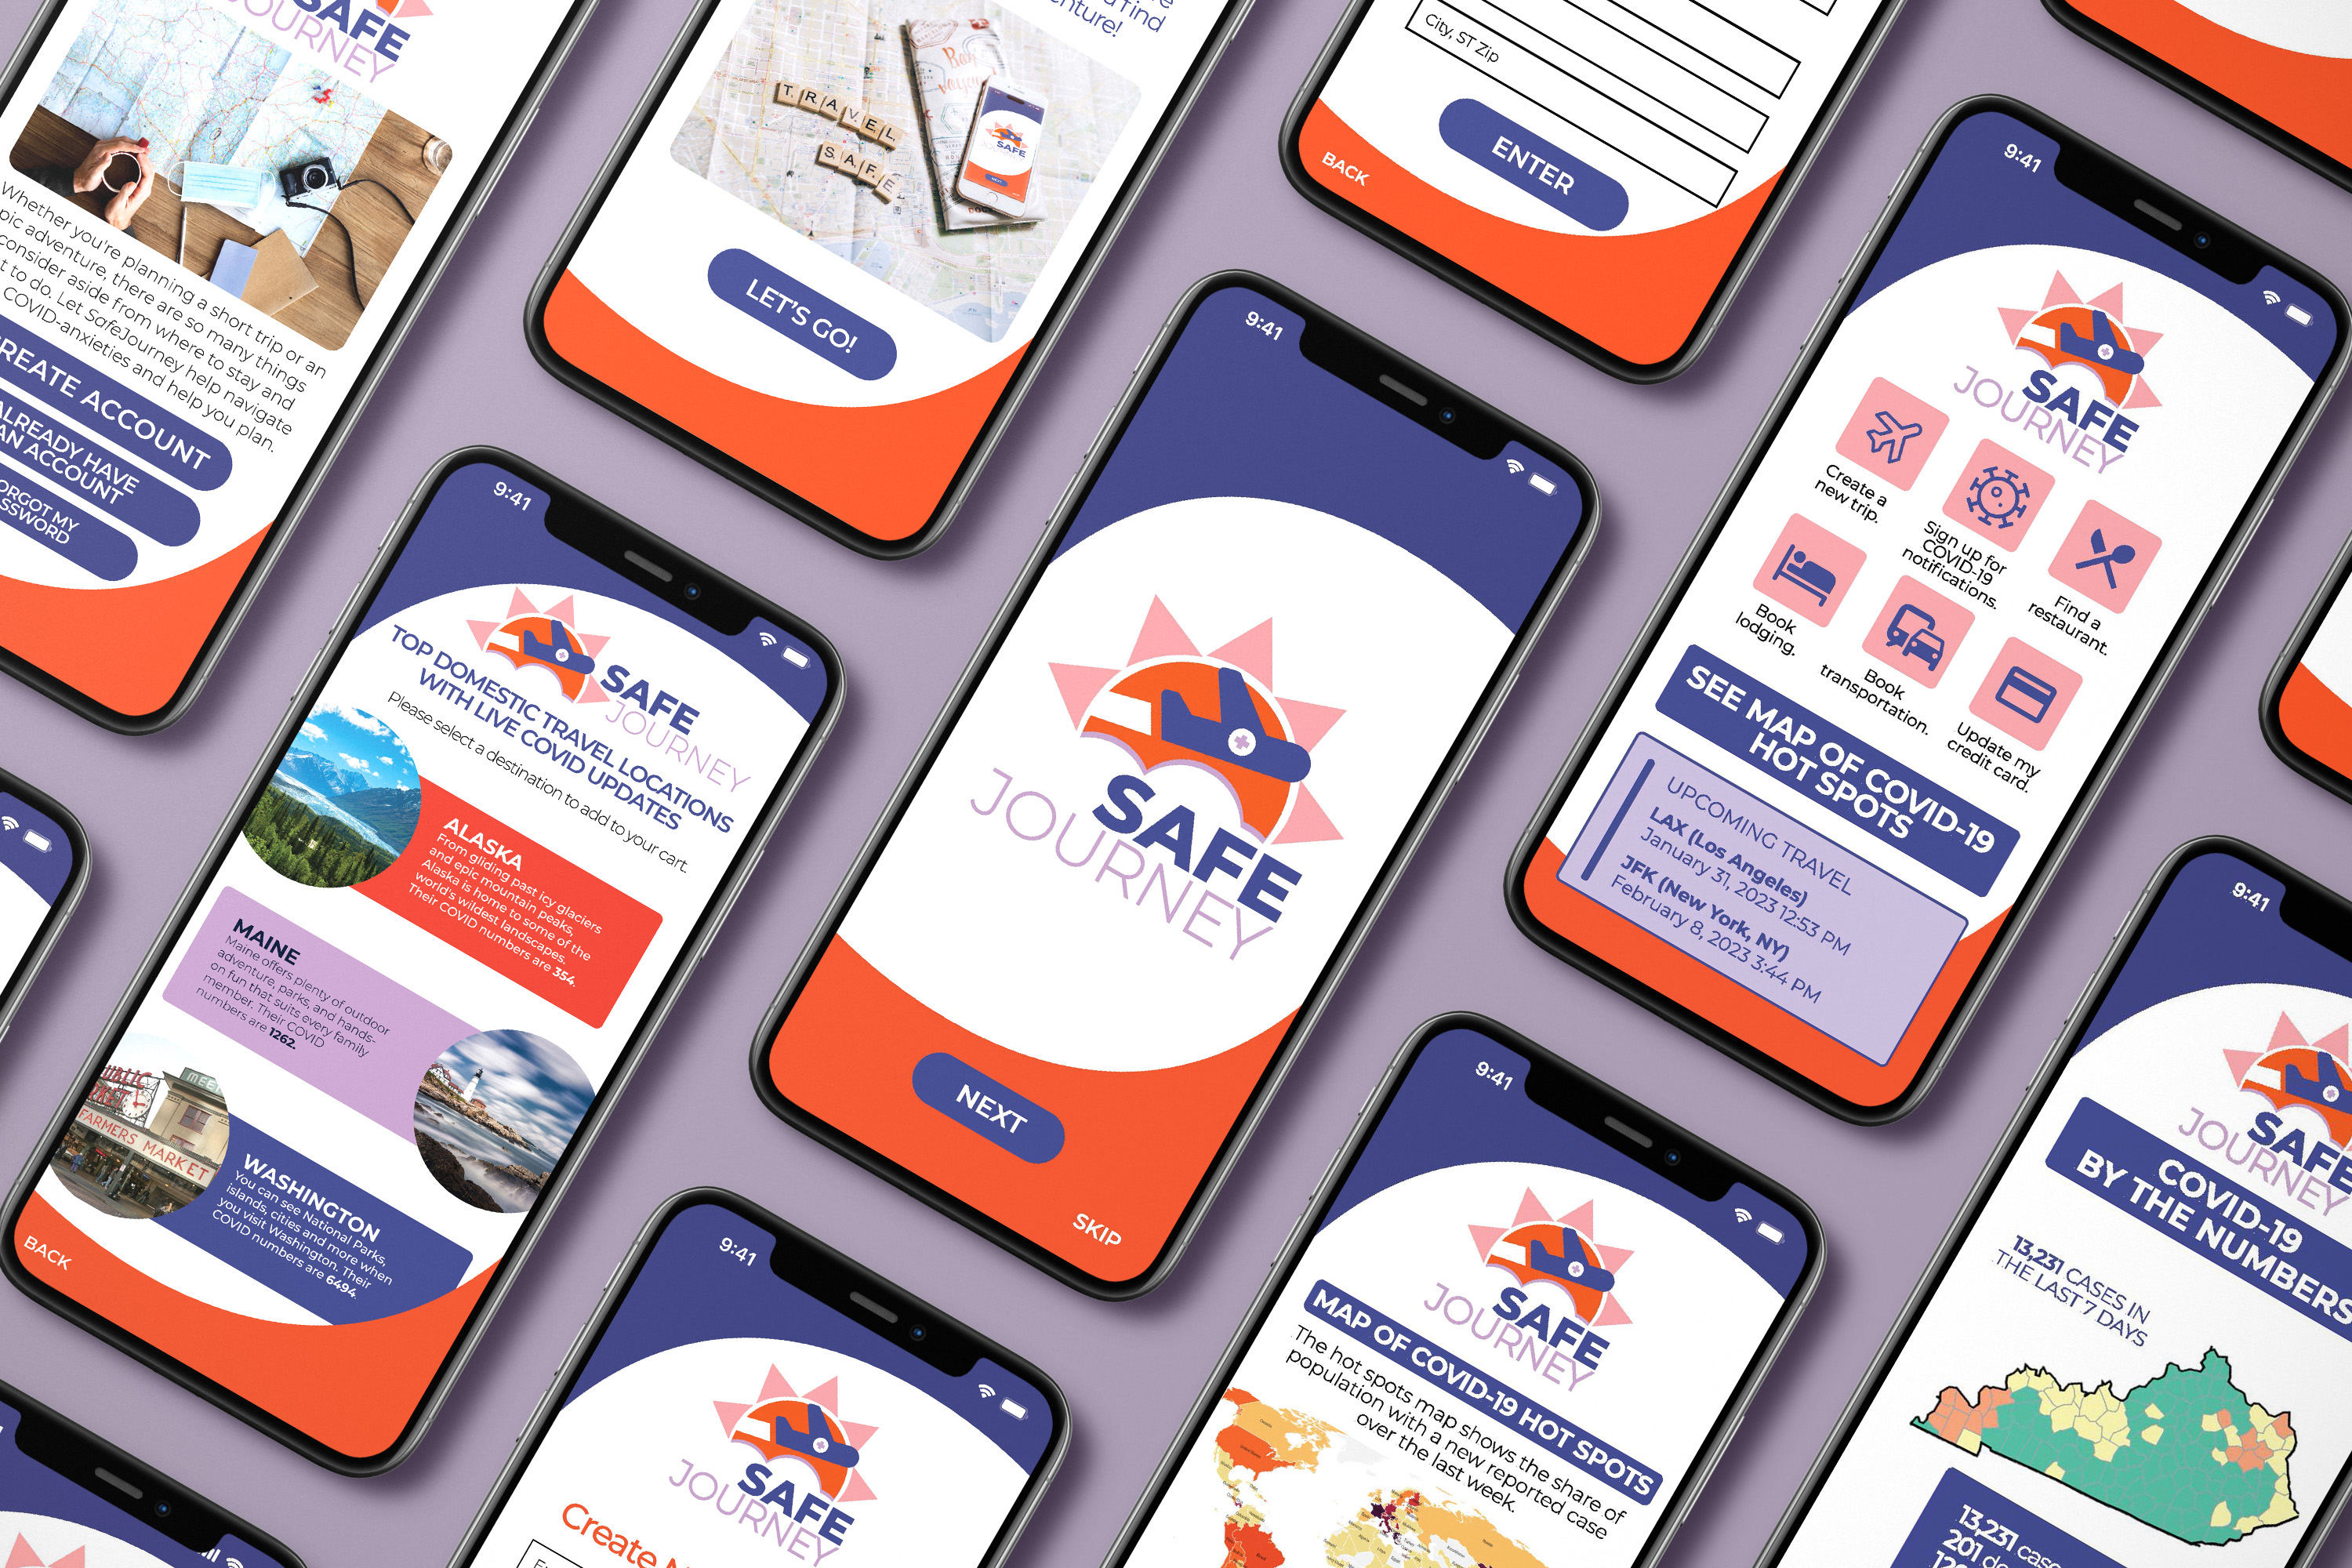 SAFE
JOURNEY
Whether you're planning a short trip or an
epic adventure, there are so many things
consider aside from where to stay and
t to do. Let SafeJourney help navigate
COVID-anxieties and help you plan.
CREATE ACCOUNT
ALREADY HAVE
AN ACCOUNT
FORGOT MY
PASSWORD
find
enture!
TRAVEL
SAFE
Bon
voyage
SAFE
LET'S GO!
City, ST Zip
ENTER
BACK
9:41
SAFE
JOURNEY
Create a
new trip.
Sign up for
COVID-19
notifications.
Find a
restaurant.
Book
lodging.
Book
transportation.
Update my
credit card.
SEE MAP OF COVID-19
HOT SPOTS
UPCOMING TRAVEL
LAX (Los Angeles)
January 31, 2023 12:53 PM
JFK (New York, NY)
February 8, 2023 3:44 PM
9:41
SAFE
JOURNEY
TOP DOMESTIC TRAVEL LOCATIONS
WITH LIVE COVID UPDATES
Please select a destination to add to your cart.
ALASKA
From gliding past icy glaciers
and epic mountain peaks,
Alaska is home to some of the
world's wildest landscapes.
Their COVID numbers are 354.
MAINE
Maine offers plenty of outdoor
adventure, parks, and hands-
on fun that suits every family
member. Their COVID
numbers are 1262.
PUBLIC
MARKET
MEE
FARMERS MARKET
WASHINGTON
You can see National Parks,
islands, cities and more when
you visit Washington. Their
COVID numbers are 6494.
BACK
9:41
SAFE
JOURNEY
NEXT
SKIP
9:41
SAFE
JOURNEY
Create N
9:41
SAFE
JOURNEY
MAP OF COVID-19 HOT SPOTS
The hot spots map shows the share of
population with a new reported case
over the last week.
9:41
SAFE
JOURNEY
COVID-19
BY THE NUMBERS
13,231 CASES IN
THE LAST 7 DAYS
13,231 case
201 de